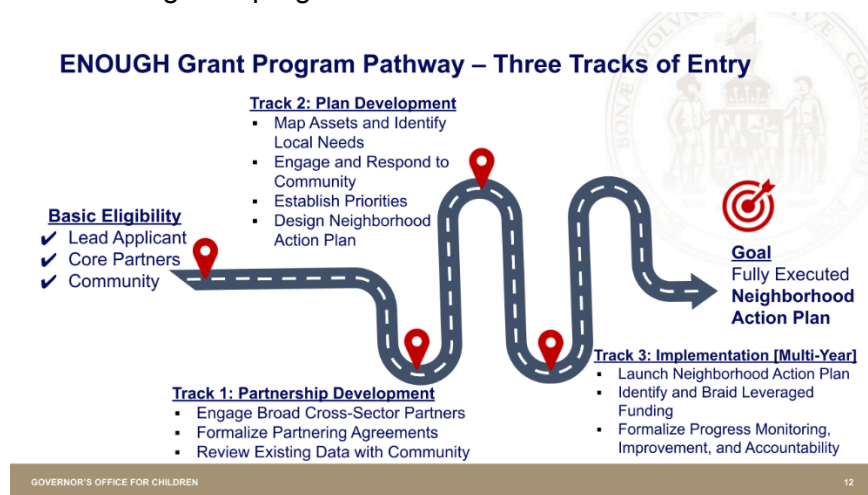 ENOUGH Grant Program Pathway – Three Tracks of Entry
Track 2: Plan Development
▪ Map Assets and Identify
Local Needs
▪ Engage and Respond to
Community
▪ Establish Priorities
▪ Design Neighborhood
Action Plan
Basic Eligibility
✔ Lead Applicant
✔ Core Partners
✔ Community
Goal
Fully Executed
Neighborhood
Action Plan
Track 1: Partnership Development
▪ Engage Broad Cross-Sector Partners
▪ Formalize Partnering Agreements
▪ Review Existing Data with Community
Track 3: Implementation [Multi-Year]
▪ Launch Neighborhood Action Plan
▪ Identify and Braid Leveraged
Funding
▪ Formalize Progress Monitoring,
Improvement, and Accountability
GOVERNOR'S OFFICE FOR CHILDREN
12